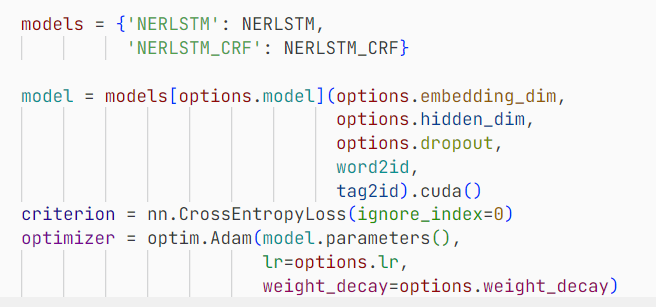 models = {'NERLSTM': NERLSTM,
'NERLSTM_CRF': NERLSTM_CRF}
model = models[options.model](options.embedding_dim,
options.hidden_dim,
options.dropout,
word2id,
tag2id).cuda()
criterion = nn.CrossEntropyLoss(ignore_index=0)
optimizer = optim.Adam(model.parameters(),
lr=options.lr,
weight_decay=options.weight_decay)